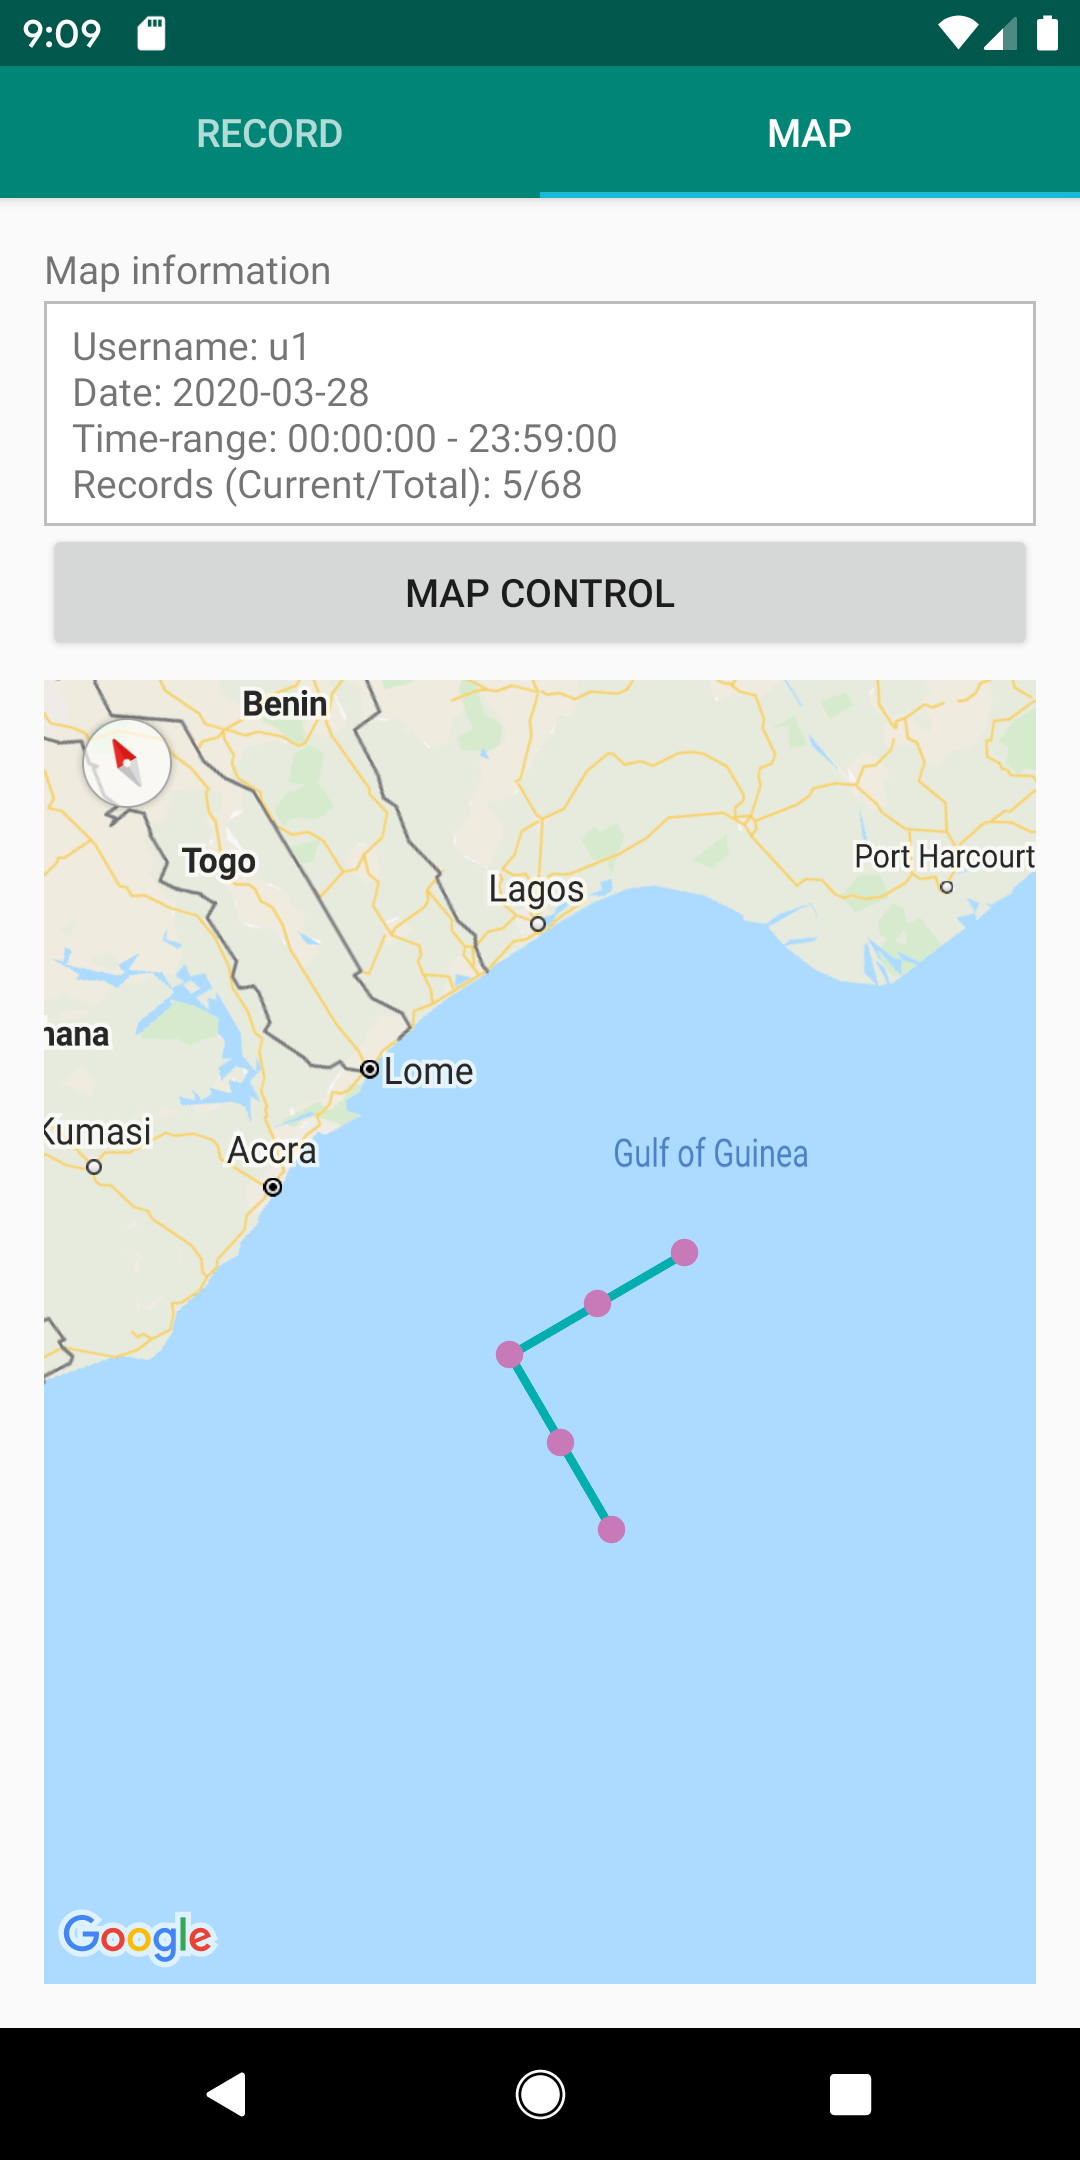 9:09
RECORD
MAP
Map information
Username: u1
Date: 2020-03-28
Time-range: 00:00:00 - 23:59:00
Records (Current/Total): 5/68
MAP CONTROL
Benin
Togo
Port Harcourt
Lagos
hana
Lome
Kumasi
Accra
Gulf of Guinea
Google